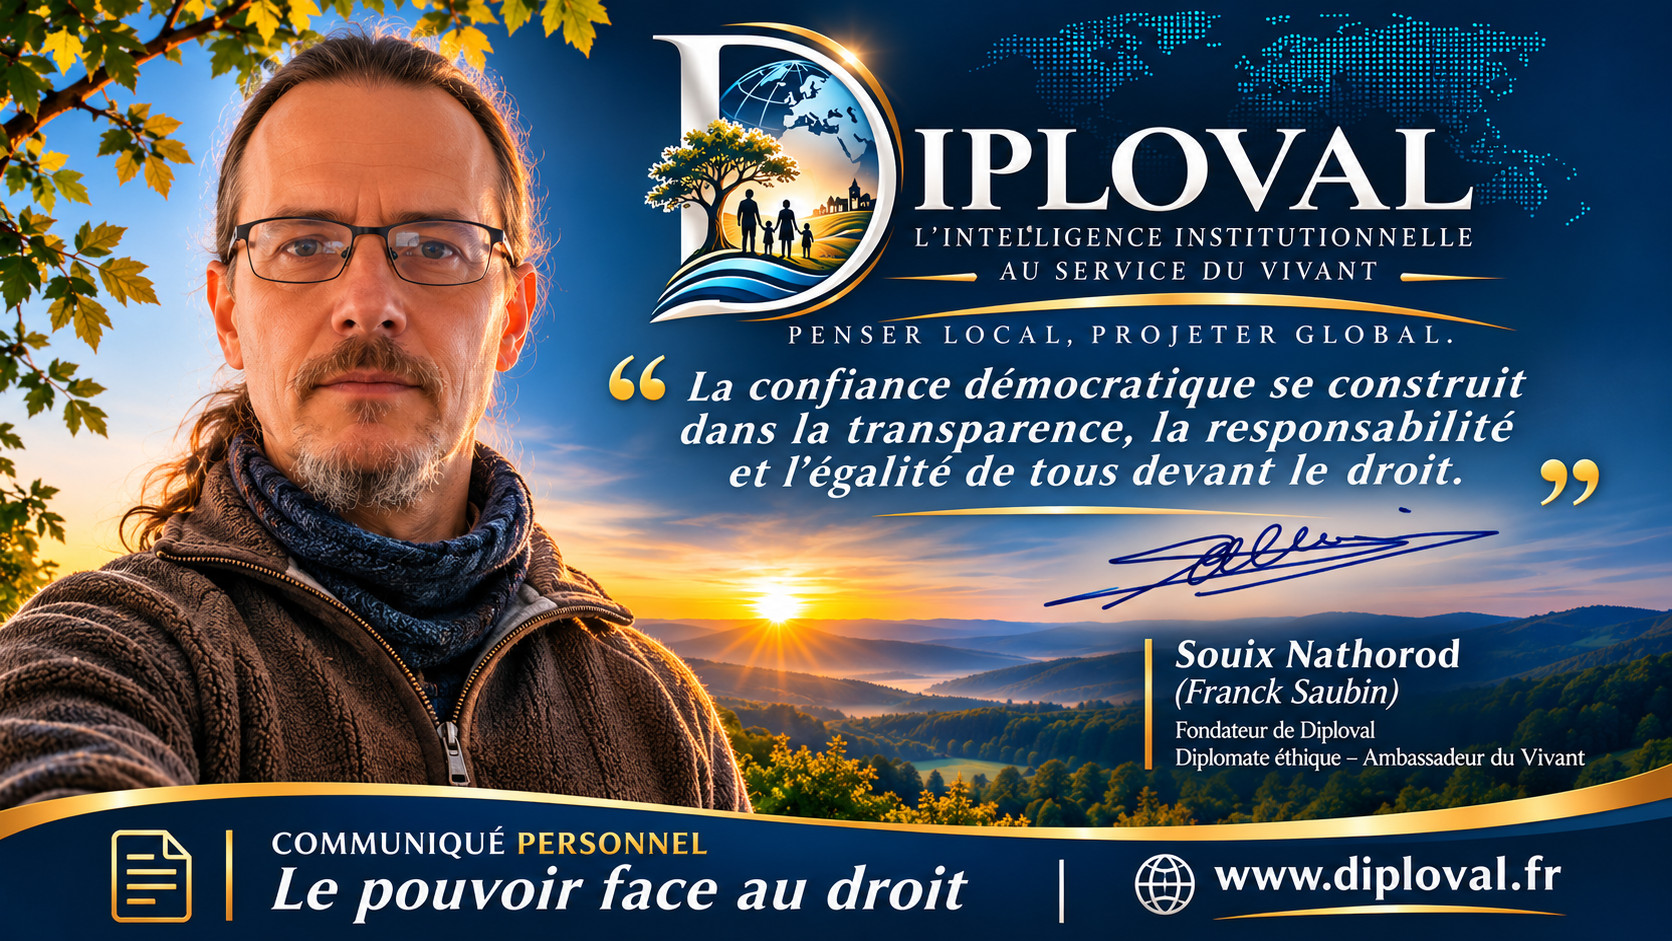 DIPLOVAL
L'INTELLIGENCE INSTITUTIONNELLE
AU SERVICE DU VIVANT
PENSER LOCAL, PROJETER GLOBAL.
“ La confiance démocratique se construit
dans la transparence, la responsabilité
et l'égalité de tous devant le droit. ”
Souix Nathorod
(Franck Saubin)
Fondateur de Diploval
Diplomate éthique – Ambassadeur du Vivant
COMMUNIQUÉ PERSONNEL
Le pouvoir face au droit
www.diploval.fr